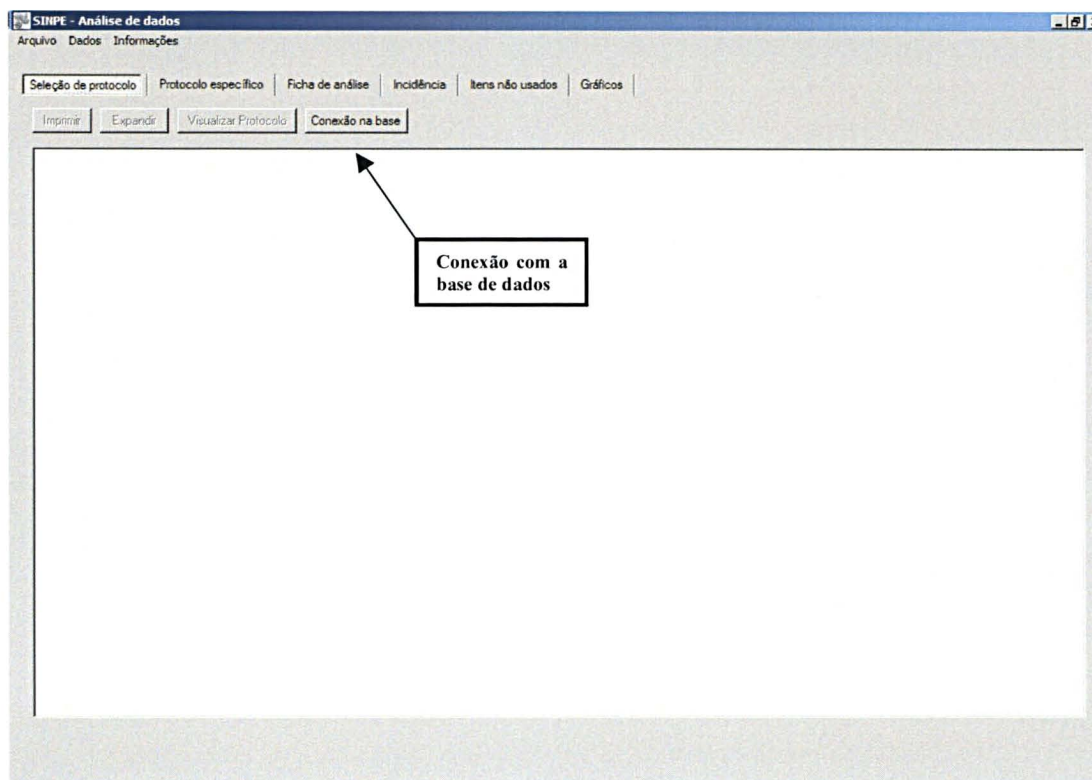 SINPE - Análise de dados
Arquivo Dados Informações
Seleção de protocolo Protocolo específico Ficha de análise Incidência Itens não usados Gráficos
Imprimir Expandir Visualizar Protocolo Conexão na base
Conexão com a
base de dados